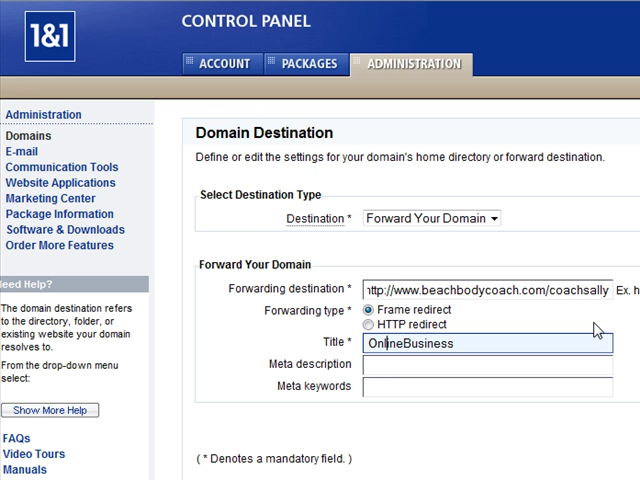 1&1
CONTROL PANEL
ACCOUNT
PACKAGES
ADMINISTRATION
Administration
Domains
E-mail
Communication Tools
Website Applications
Marketing Center
Package Information
Software & Downloads
Order More Features
Need Help?
The domain destination refers
to the directory, folder, or
existing website your domain
resolves to.
From the drop-down menu
select:
Show More Help
FAQs
Video Tours
Manuals
Domain Destination
Define or edit the settings for your domain's home directory or forward destination.
Select Destination Type
Destination * Forward Your Domain
Forward Your Domain
Forwarding destination * http://www.beachbodycoach.com/coachsally Ex. h
Forwarding type * Frame redirect
HTTP redirect
Title * OnlineBusiness
Meta description
Meta keywords
( * Denotes a mandatory field. )